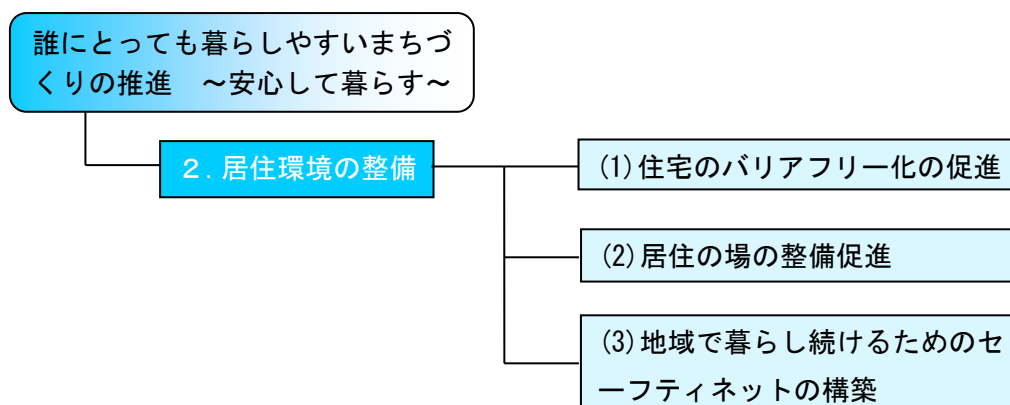 誰にとっても暮らしやすいまちづ
くりの推進　～安心して暮らす～
２．居住環境の整備
(1)住宅のバリアフリー化の促進
(2)居住の場の整備促進
(3)地域で暮らし続けるためのセ
ーフティネットの構築